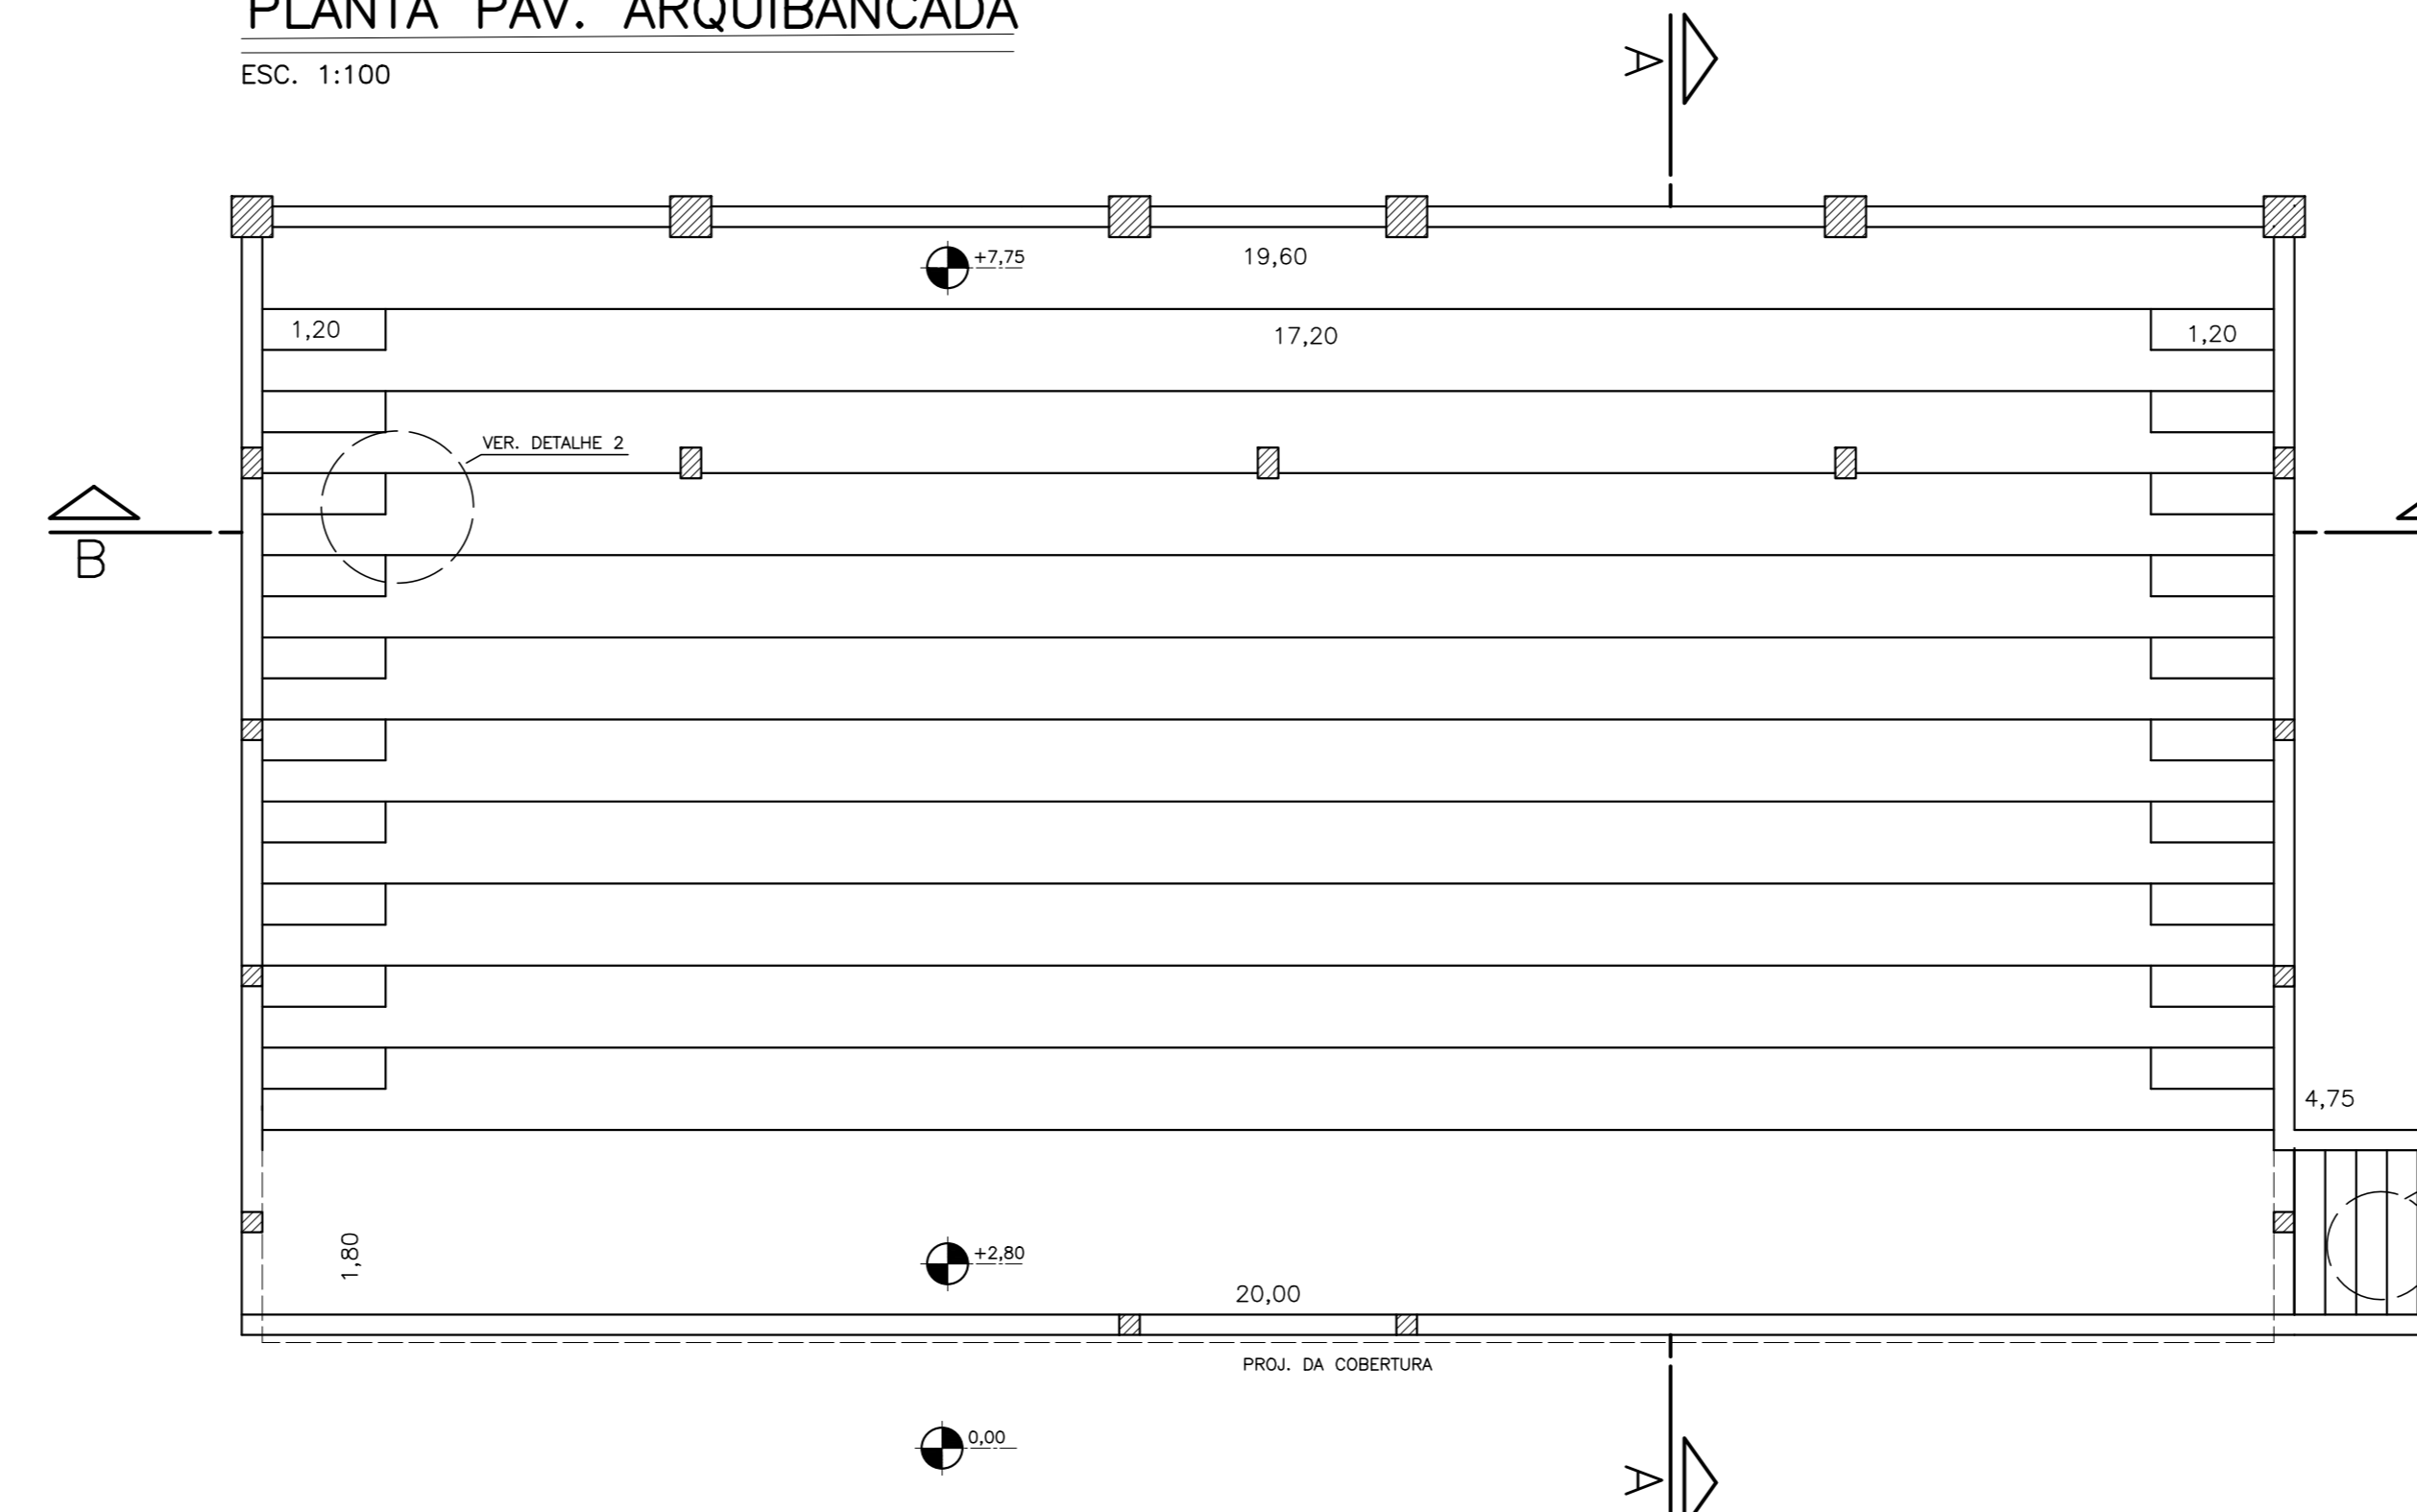 PLANTA PAV. ARQUIBANCADA
ESC. 1:100
A
+7,75
19,60
1,20
17,20
1,20
VER. DETALHE 2
B
4,75
1,80
+2,80
20,00
PROJ. DA COBERTURA
0,00
A